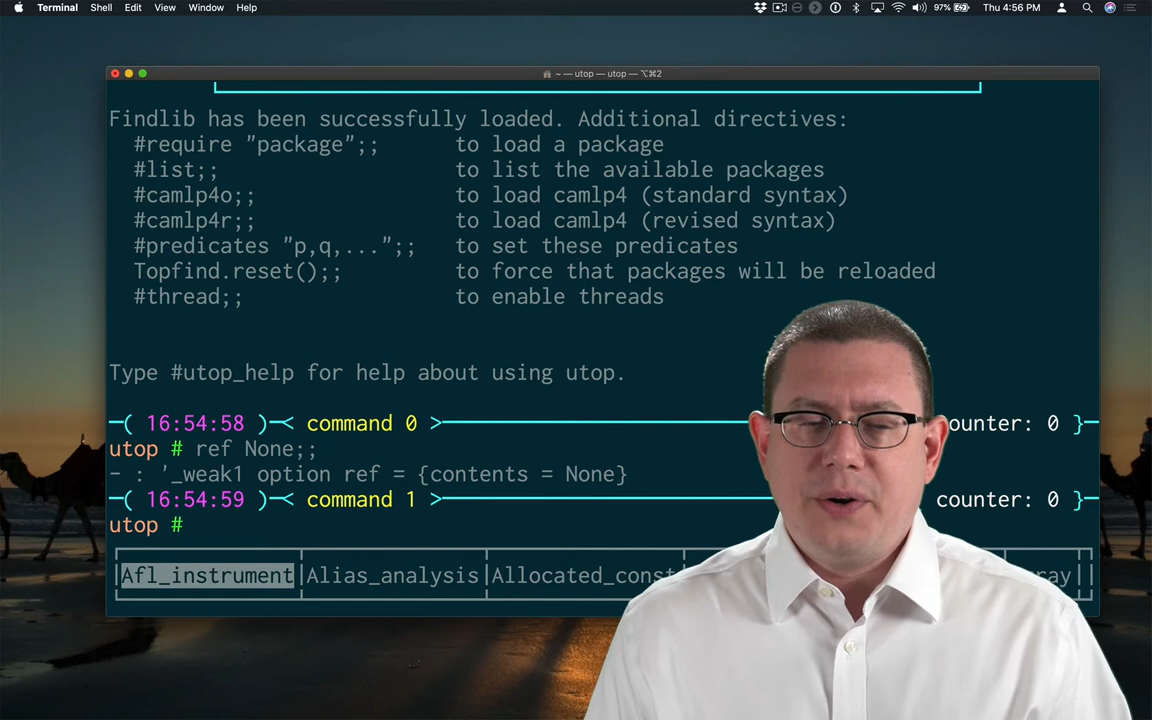 Terminal Shell Edit View Window Help 97% Thu 4:56 PM
~ — utop — utop — ⌥⌘2
Findlib has been successfully loaded. Additional directives:
#require "package";; to load a package
#list;; to list the available packages
#camlp4o;; to load camlp4 (standard syntax)
#camlp4r;; to load camlp4 (revised syntax)
#predicates "p,q,...";; to set these predicates
Topfind.reset();; to force that packages will be reloaded
#thread;; to enable threads
Type #utop_help for help about using utop.
─( 16:54:58 )─< command 0 >─ ounter: 0 }─
utop # ref None;;
- : '_weak1 option ref = {contents = None}
─( 16:54:59 )─< command 1 >─ counter: 0 }─
utop #
Afl_instrument|Alias_analysis|Allocated_const ray